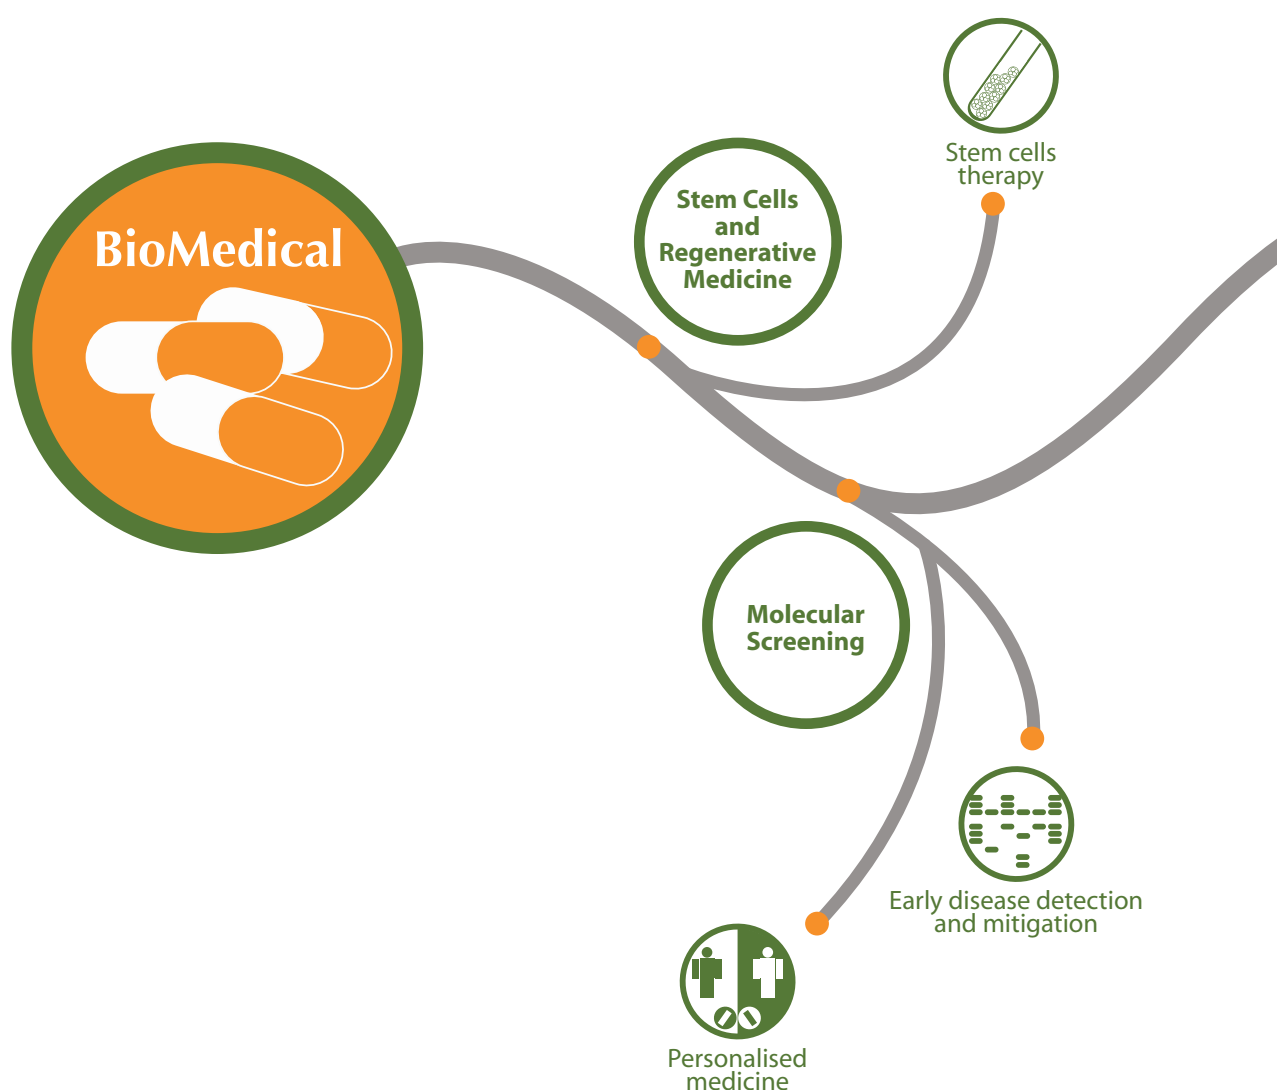 Stem cells
therapy
BioMedical
Stem Cells
and
Regenerative
Medicine
Molecular
Screening
Early disease detection
and mitigation
Personalised
medicine